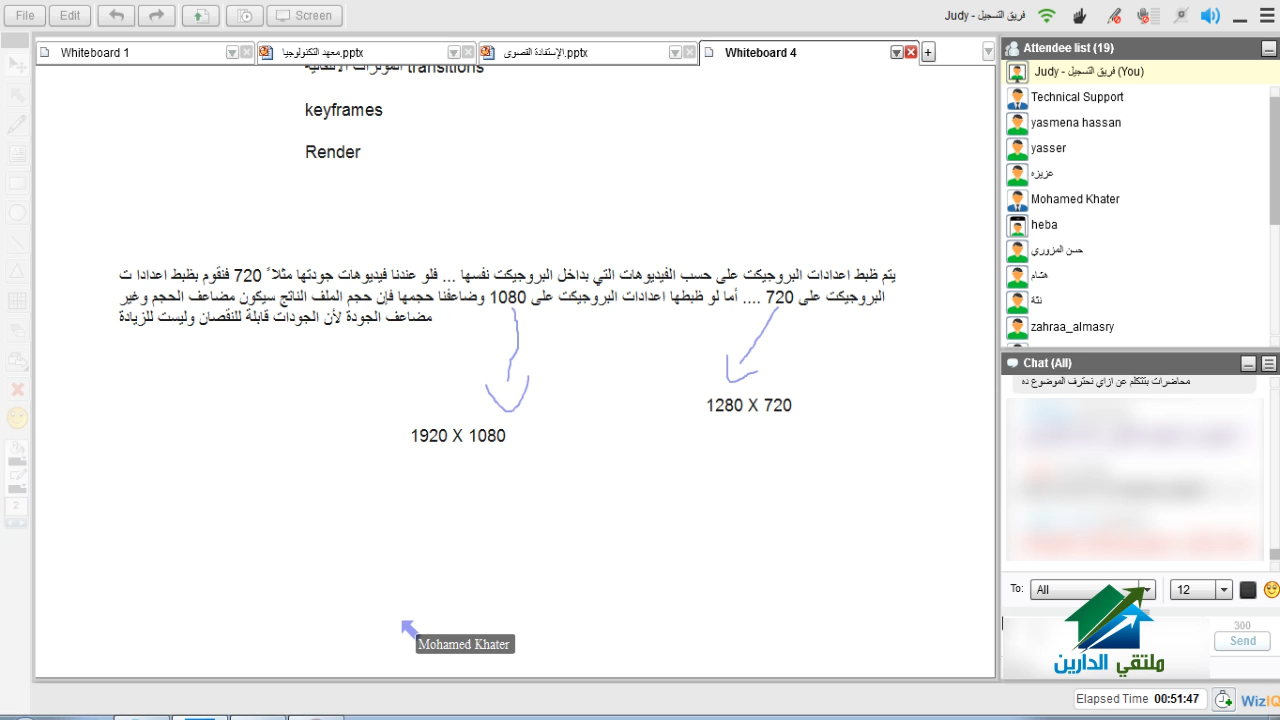 File Edit Screen
Judy - فريق التسجيل
Whiteboard 1
معهد التكنولوجيا.pptx
الإستفادة القصوى.pptx
Whiteboard 4
المؤثرات الانتقالية transitions
keyframes
Render
يتم ظبط اعدادات البروجيكت على حسب الفيديوهات التي بداخل البروجيكت نفسها ... فلو عندنا فيديوهات جودتها مثلاً 720 فنقوم بظبط اعدادا ت
البروجيكت على 720 .... أما لو ظبطها اعدادات البروجيكت على 1080 وضاعفنا حجمها فإن حجم الملف الناتج سيكون مضاعف الحجم وغير
مضاعف الجودة لأن الجودات قابلة للنقصان وليست للزيادة
1280 X 720
1920 X 1080
Mohamed Khater
Attendee list (19)
Judy - فريق التسجيل (You)
Technical Support
yasmena hassan
yasser
عزيزه
Mohamed Khater
heba
حسن المزوري
هشام
zahraa_almasry
Chat (All)
محاضرات بتتكلم عن ازاي نحترف الموضوع ده
To: All 12
300
Send
ملتقي الدارين
Elapsed Time 00:51:47
WizIQ
2